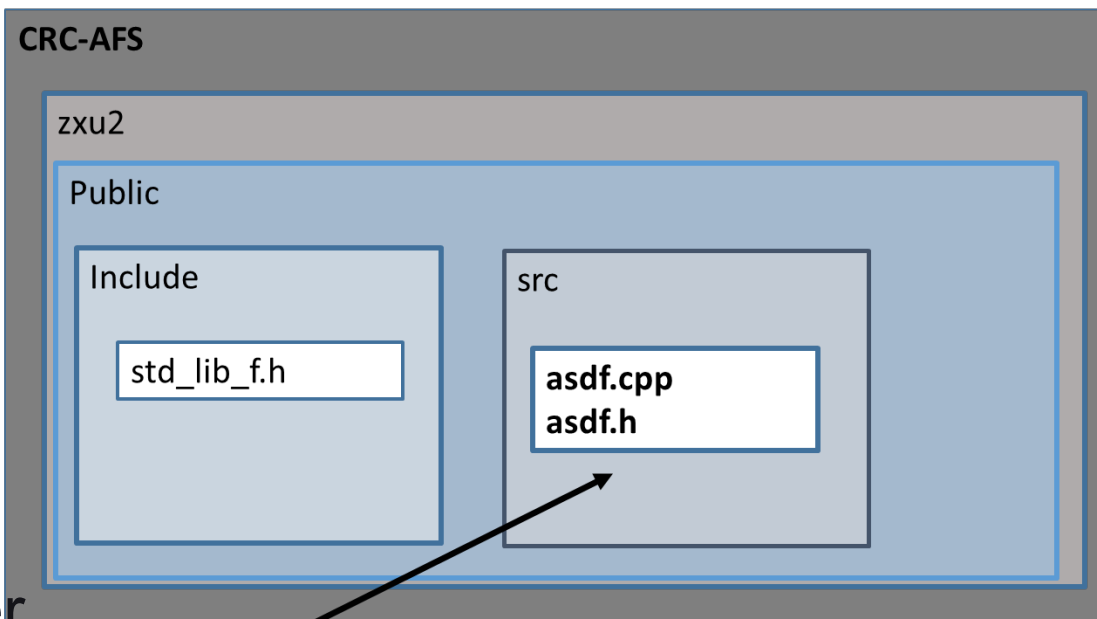 CRC-AFS
zxu2
Public
Include
src
std_lib_f.h
asdf.cpp
asdf.h